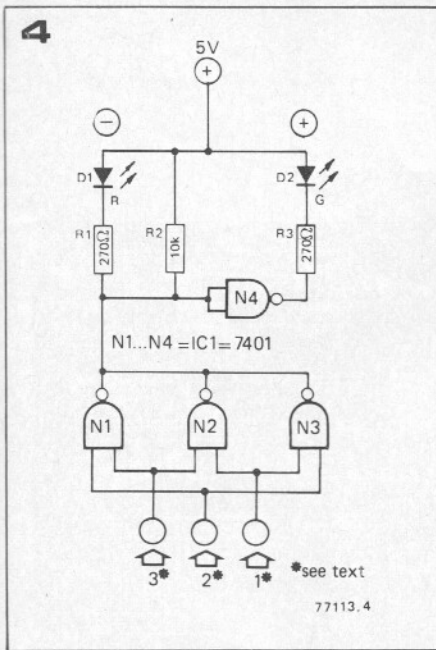 4
5V
+
− +
D1 D2
R G
R1 R2 R3
270Ω 10k 270Ω
N4
N1...N4 =IC1= 7401
N1 N2 N3
3* 2* 1* *see text
77113.4